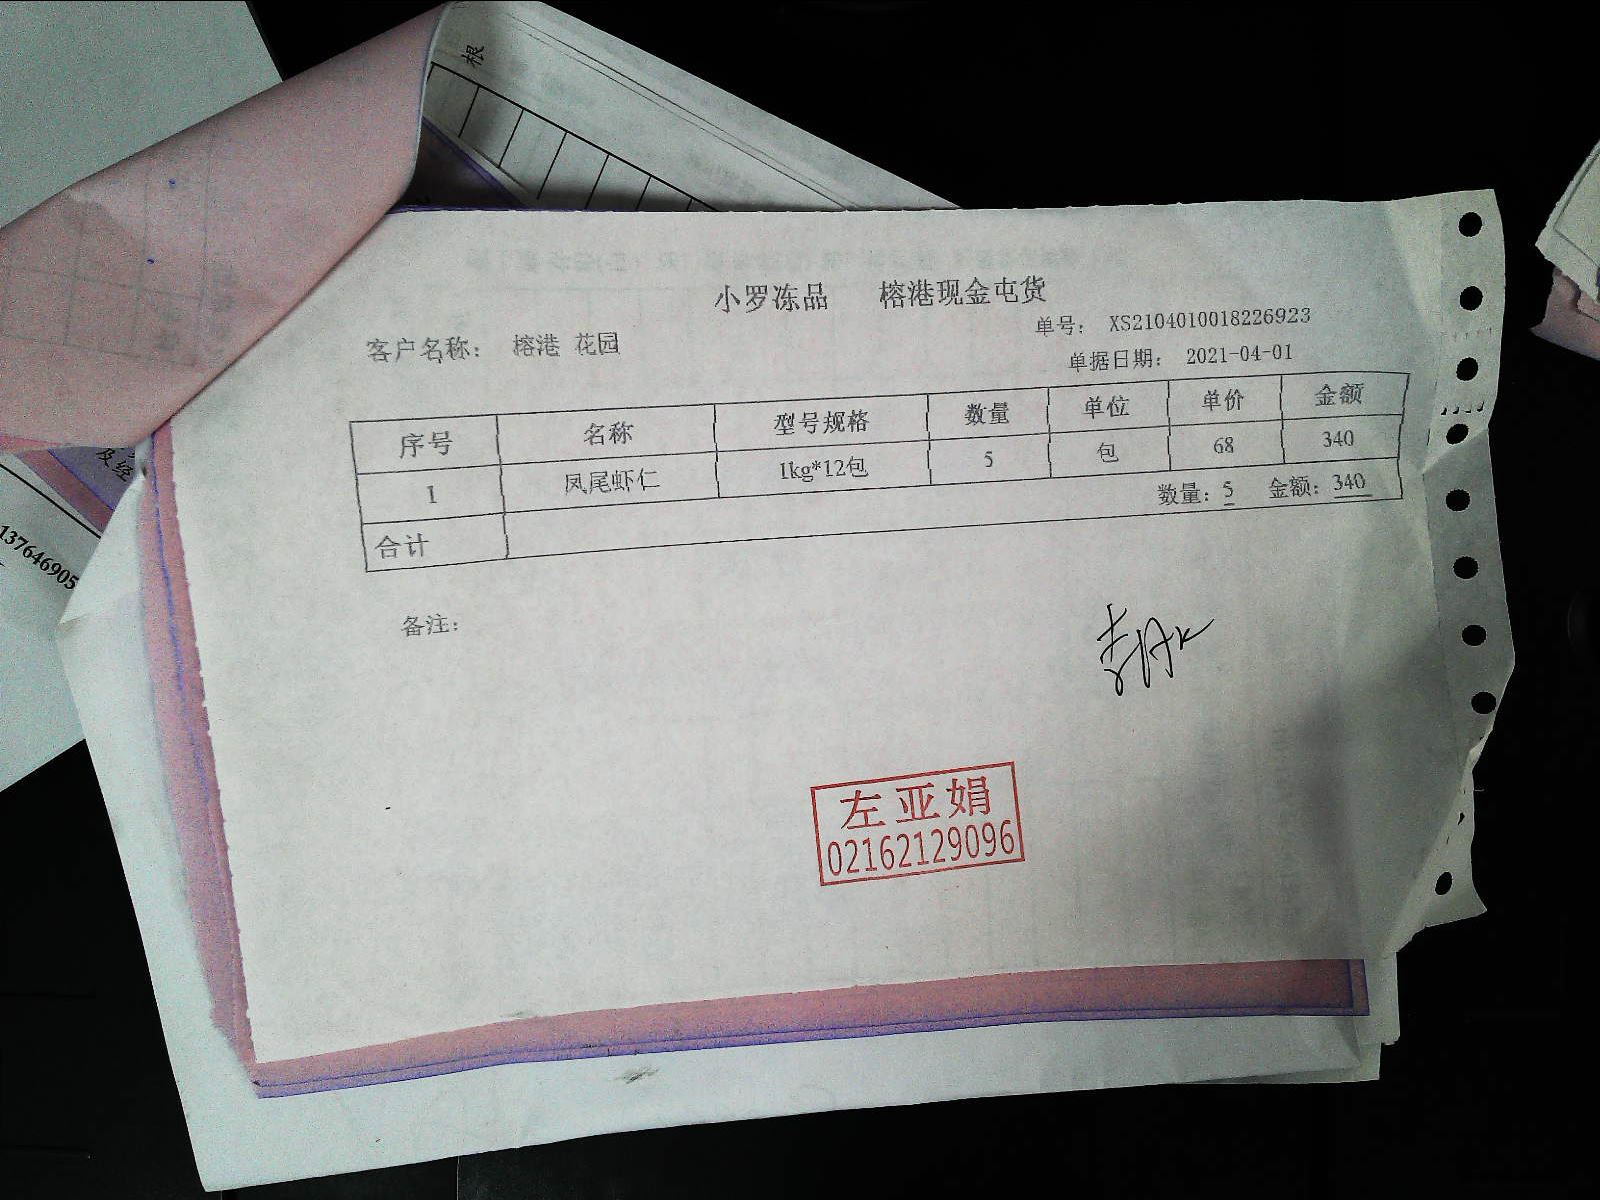 根
小罗冻品 榕港现金屯货
单号： XS2104010018226923
客户名称： 榕港 花园
单据日期： 2021-04-01
序号 名称 型号规格 数量 单位 单价 金额
1 凤尾虾仁 1kg*12包 5 包 68 340
合计 数量：5 金额：340
备注：
左亚娟
02162129096
及经
137646905